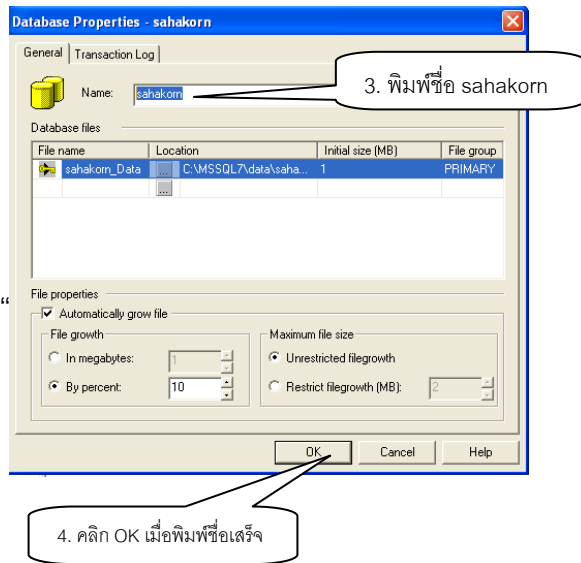 Database Properties - sahakorn
General
Transaction Log
Name:
sahakorn
3. พิมพ์ชื่อ sahakorn
Database files
File name
Location
Initial size (MB)
File group
sahakorn_Data
...
C:\MSSQL7\data\saha...
1
PRIMARY
...
“
File properties
Automatically grow file
File growth
Maximum file size
In megabytes:
1
Unrestricted filegrowth
By percent:
10
Restrict filegrowth (MB):
2
OK
Cancel
Help
4. คลิก OK เมื่อพิมพ์ชื่อเสร็จ